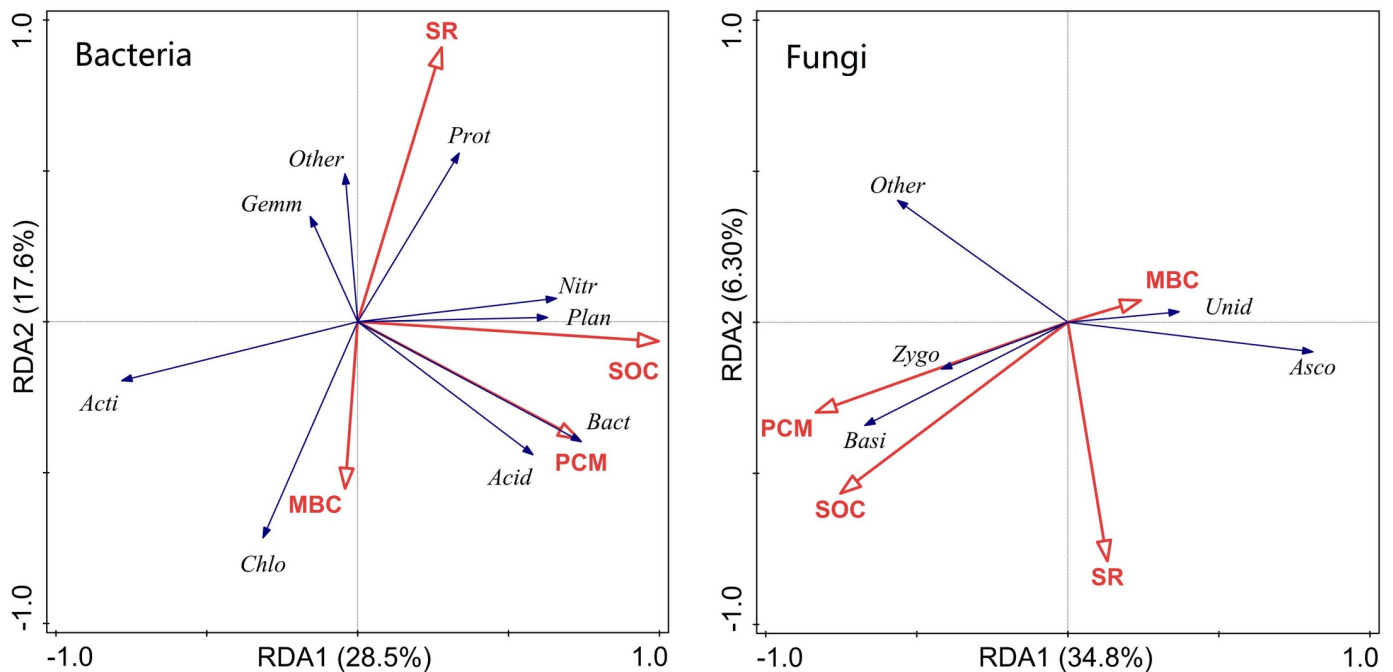 Bacteria
1.0
RDA2 (17.6%)
-1.0
SR
Prot
Other
Gemm
Nitr
Plan
SOC
Acti
Bact
PCM
Acid
MBC
Chlo
-1.0
RDA1 (28.5%)
1.0
Fungi
1.0
RDA2 (6.30%)
-1.0
Other
MBC
Unid
Zygo
Asco
PCM
Basi
SOC
SR
-1.0
RDA1 (34.8%)
1.0